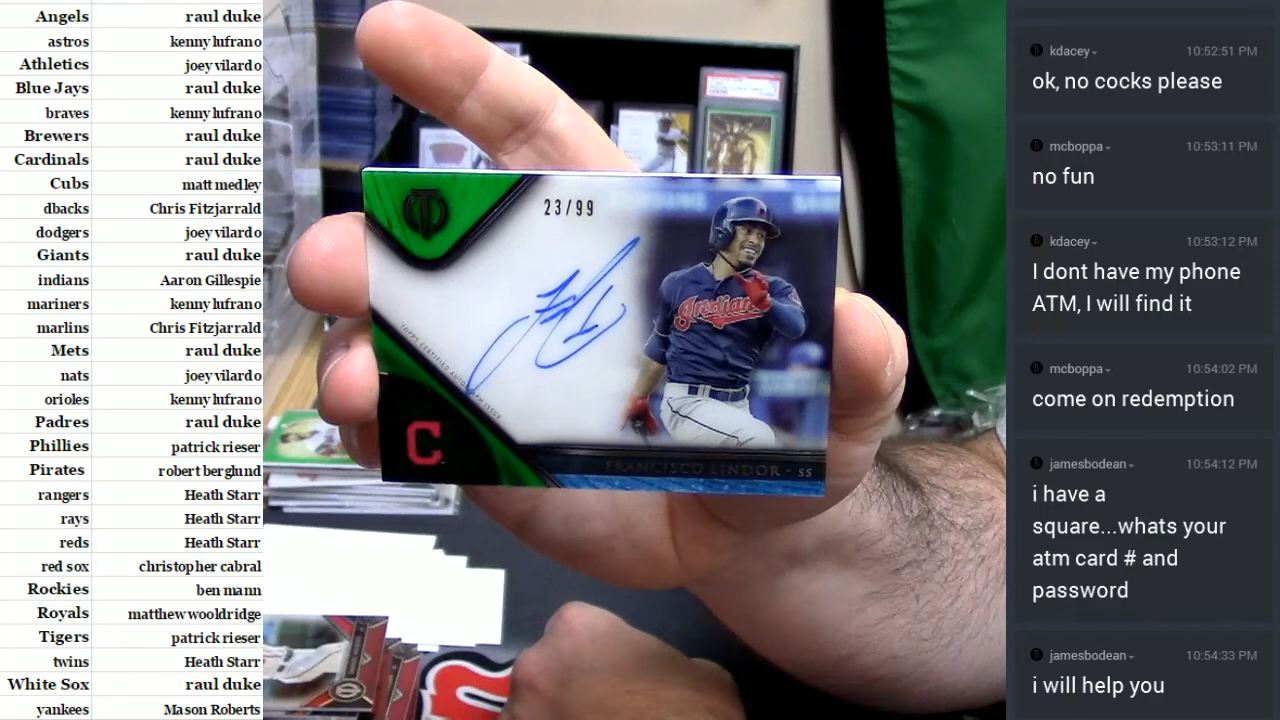 Angels raul duke
astros kenny lufrano
Athletics joey vilardo
Blue Jays raul duke
braves kenny lufrano
Brewers raul duke
Cardinals raul duke
Cubs matt medley
dbacks Chris Fitzjarrald
dodgers joey vilardo
Giants raul duke
indians Aaron Gillespie
mariners kenny lufrano
marlins Chris Fitzjarrald
Mets raul duke
nats joey vilardo
orioles kenny lufrano
Padres raul duke
Phillies patrick rieser
Pirates robert berglund
rangers Heath Starr
rays Heath Starr
reds Heath Starr
red sox christopher cabral
Rockies ben mann
Royals matthew wooldridge
Tigers patrick rieser
twins Heath Starr
White Sox raul duke
yankees Mason Roberts
23/99
Indians
TOPPS CERTIFIED AUTOGRAPH ISSUE
C
FRANCISCO LINDOR - SS
kdacey 10:52:51 PM
ok, no cocks please
mcboppa 10:53:11 PM
no fun
kdacey 10:53:12 PM
I dont have my phone
ATM, I will find it
mcboppa 10:54:02 PM
come on redemption
jamesbodean 10:54:12 PM
i have a
square...whats your
atm card # and
password
jamesbodean 10:54:33 PM
i will help you